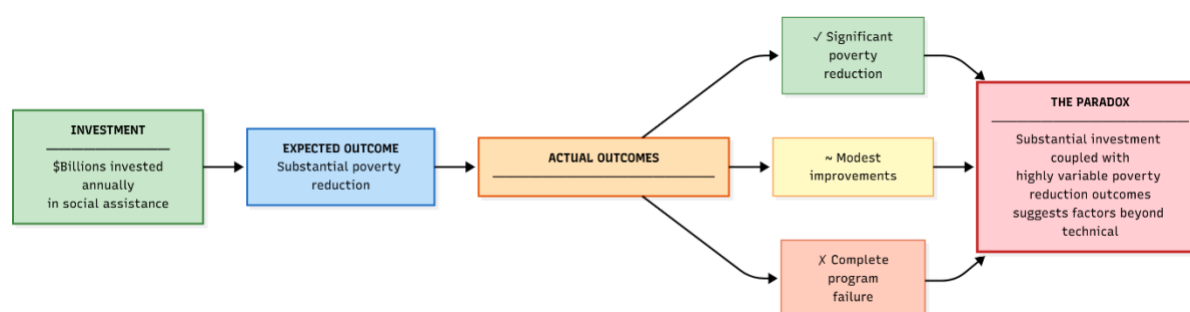 INVESTMENT
$Billions invested
annually
in social assistance
EXPECTED OUTCOME
Substantial poverty
reduction
ACTUAL OUTCOMES
✓ Significant
poverty
reduction
~ Modest
improvements
✗ Complete
program
failure
THE PARADOX
Substantial investment
coupled with
highly variable poverty
reduction outcomes
suggests factors beyond
technical